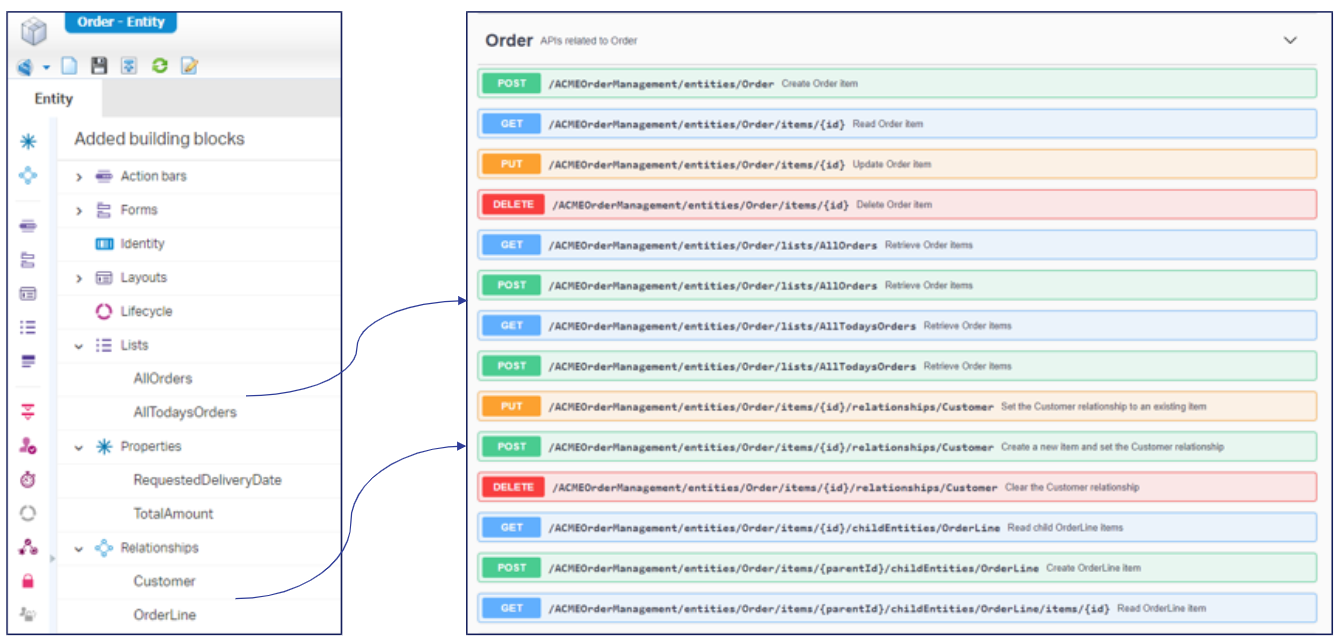 Order - Entity
Entity
Added building blocks
Action bars
Forms
Identity
Layouts
Lifecycle
Lists
AllOrders
AllTodaysOrders
Properties
RequestedDeliveryDate
TotalAmount
Relationships
Customer
OrderLine
Order APIs related to Order
POST /ACMEOrderManagement/entities/Order Create Order item
GET /ACMEOrderManagement/entities/Order/items/{id} Read Order item
PUT /ACMEOrderManagement/entities/Order/items/{id} Update Order item
DELETE /ACMEOrderManagement/entities/Order/items/{id} Delete Order item
GET /ACMEOrderManagement/entities/Order/lists/AllOrders Retrieve Order items
POST /ACMEOrderManagement/entities/Order/lists/AllOrders Retrieve Order items
GET /ACMEOrderManagement/entities/Order/lists/AllTodaysOrders Retrieve Order items
POST /ACMEOrderManagement/entities/Order/lists/AllTodaysOrders Retrieve Order items
PUT /ACMEOrderManagement/entities/Order/items/{id}/relationships/Customer Set the Customer relationship to an existing item
POST /ACMEOrderManagement/entities/Order/items/{id}/relationships/Customer Create a new item and set the Customer relationship
DELETE /ACMEOrderManagement/entities/Order/items/{id}/relationships/Customer Clear the Customer relationship
GET /ACMEOrderManagement/entities/Order/items/{id}/childEntities/OrderLine Read child OrderLine items
POST /ACMEOrderManagement/entities/Order/items/{parentId}/childEntities/OrderLine Create OrderLine item
GET /ACMEOrderManagement/entities/Order/items/{parentId}/childEntities/OrderLine/items/{id} Read OrderLine item